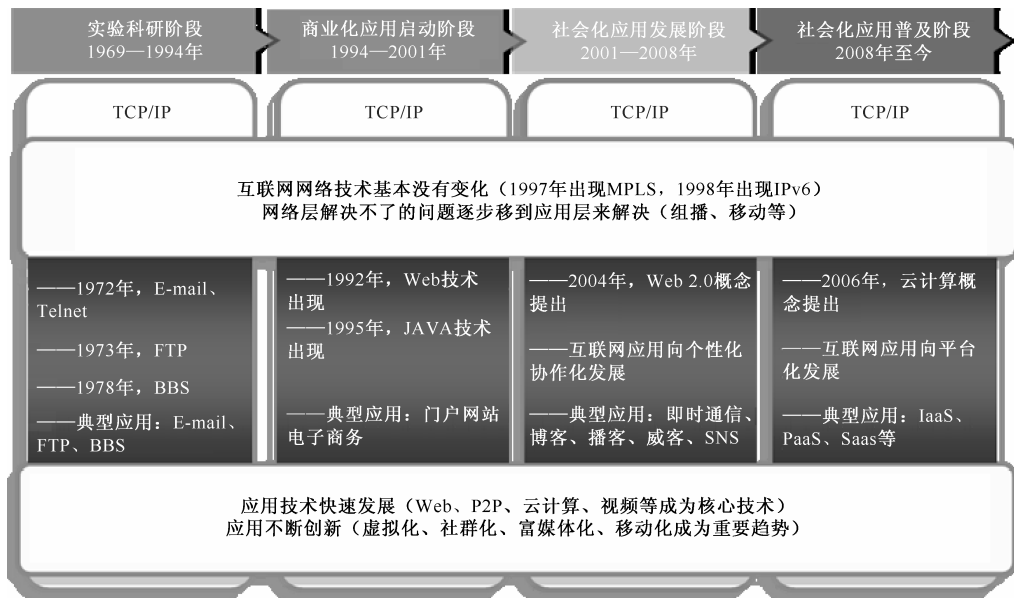 实验科研阶段
1969—1994年
商业化应用启动阶段
1994—2001年
社会化应用发展阶段
2001—2008年
社会化应用普及阶段
2008年至今
TCP/IP
TCP/IP
TCP/IP
TCP/IP
互联网网络技术基本没有变化（1997年出现MPLS，1998年出现IPv6）
网络层解决不了的问题逐步移到应用层来解决（组播、移动等）
——1972年，E-mail、
Telnet
——1973年，FTP
——1978年，BBS
——典型应用：E-mail、
FTP、BBS
——1992年，Web技术
出现
——1995年，JAVA技术
出现
——典型应用：门户网站
电子商务
——2004年，Web 2.0概念
提出
——互联网应用向个性化
协作化发展
——典型应用：即时通信、
博客、播客、威客、SNS
——2006年，云计算概
念提出
——互联网应用向平台
化发展
——典型应用：IaaS、
PaaS、Saas等
应用技术快速发展（Web、P2P、云计算、视频等成为核心技术）
应用不断创新（虚拟化、社群化、富媒体化、移动化成为重要趋势）